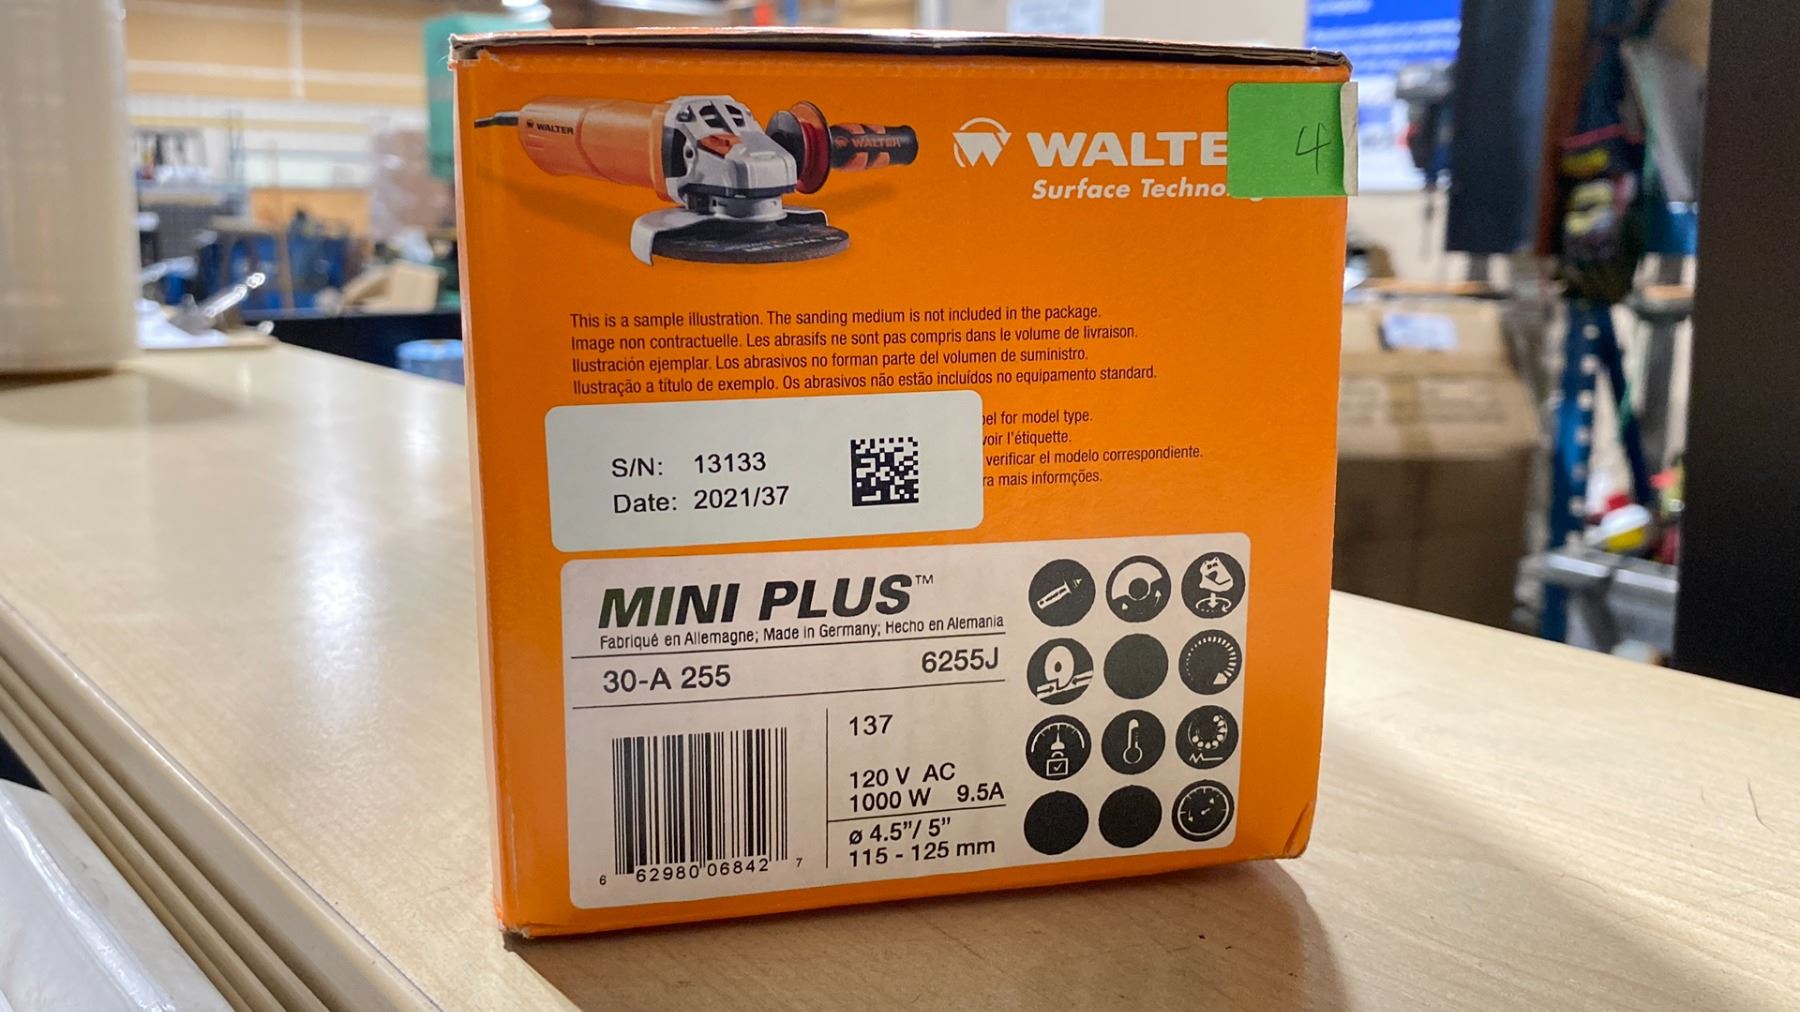 WALTER
WALTER
WALTE
4
Surface Techno
This is a sample illustration. The sanding medium is not included in the package.
Image non contractuelle. Les abrasifs ne sont pas compris dans le volume de livraison.
Ilustración ejemplar. Los abrasivos no forman parte del volumen de suministro.
Ilustração a título de exemplo. Os abrasivos não estão incluídos no equipamento standard.
el for model type.
voir l'étiquette.
verificar el modelo correspondiente.
ra mais informções.
S/N: 13133
Date: 2021/37
MINI PLUS™
Fabriqué en Allemagne; Made in Germany; Hecho en Alemania
30-A 255 6255J
137
120 V AC
1000 W 9.5A
ø 4.5”/ 5”
115 - 125 mm
6 62980 06842 7